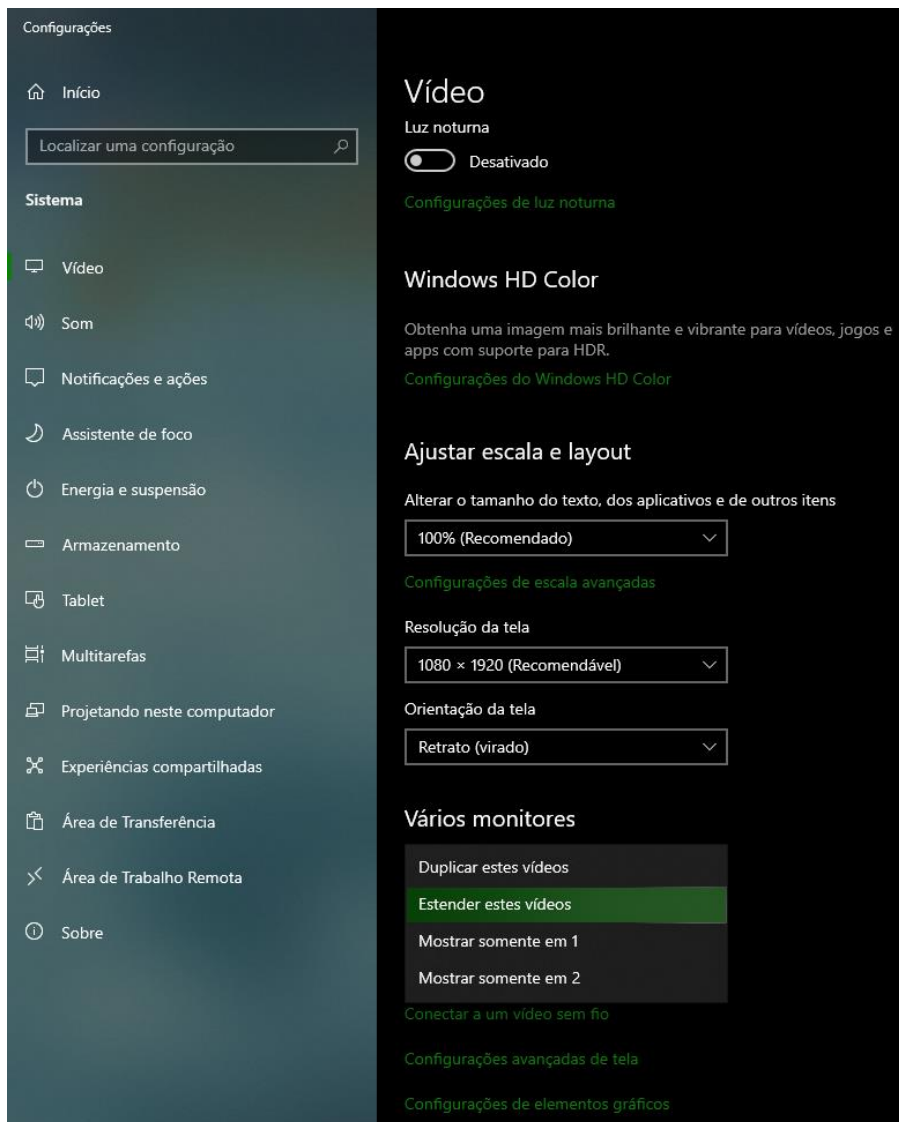 Configurações
Início
Localizar uma configuração
Sistema
Vídeo
Som
Notificações e ações
Assistente de foco
Energia e suspensão
Armazenamento
Tablet
Multitarefas
Projetando neste computador
Experiências compartilhadas
Área de Transferência
Área de Trabalho Remota
Sobre
Vídeo
Luz noturna
Desativado
Configurações de luz noturna
Windows HD Color
Obtenha uma imagem mais brilhante e vibrante para vídeos, jogos e
apps com suporte para HDR.
Configurações do Windows HD Color
Ajustar escala e layout
Alterar o tamanho do texto, dos aplicativos e de outros itens
100% (Recomendado)
Configurações de escala avançadas
Resolução da tela
1080 × 1920 (Recomendável)
Orientação da tela
Retrato (virado)
Vários monitores
Duplicar estes vídeos
Estender estes vídeos
Mostrar somente em 1
Mostrar somente em 2
Conectar a um vídeo sem fio
Configurações avançadas de tela
Configurações de elementos gráficos